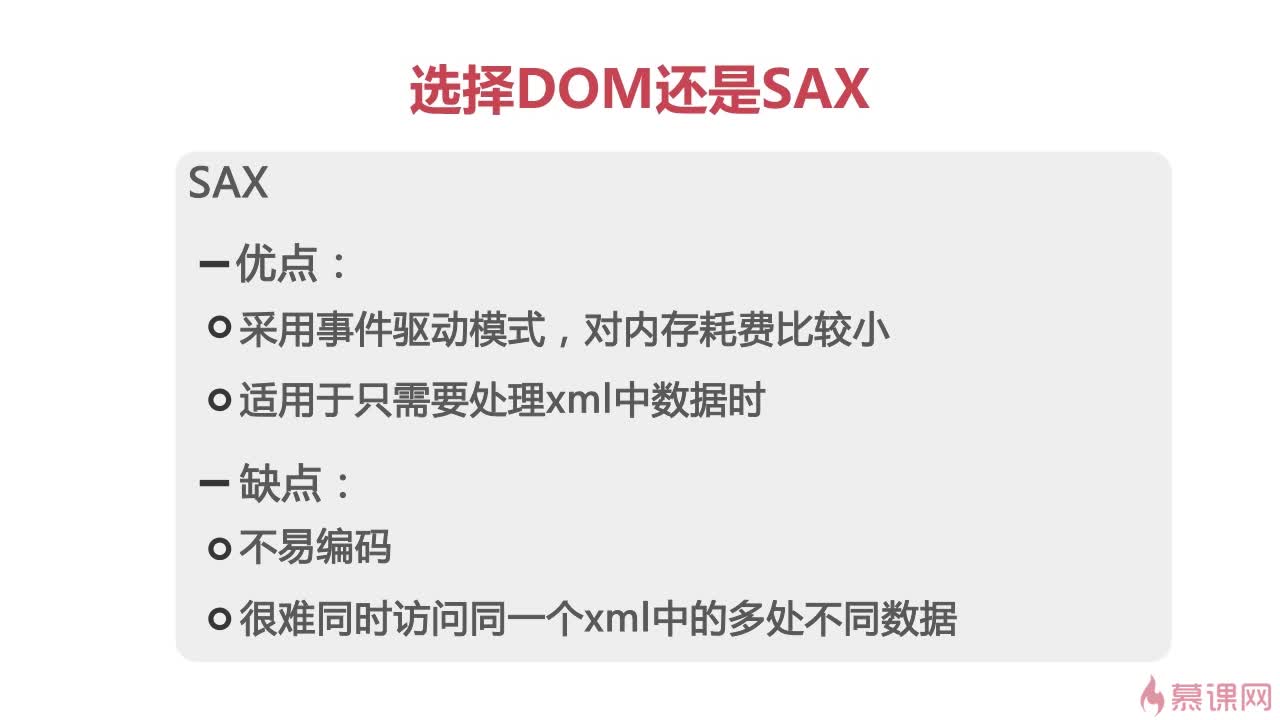 选择DOM还是SAX
SAX
优点：
采用事件驱动模式，对内存耗费比较小
适用于只需要处理xml中数据时
缺点：
不易编码
很难同时访问同一个xml中的多处不同数据
慕课网